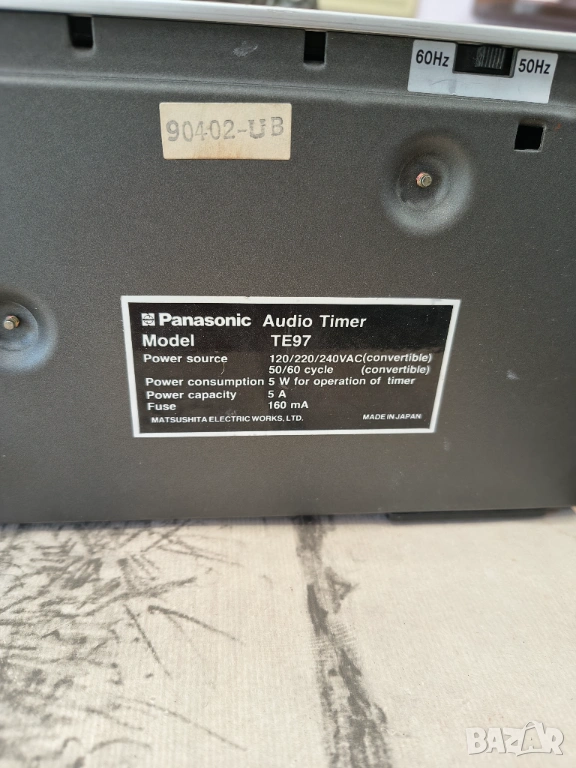 60Hz 50Hz
90402-UB
Panasonic Audio Timer
Model TE97
Power source 120/220/240VAC(convertible)
50/60 cycle (convertible)
Power consumption 5 W for operation of timer
Power capacity 5 A
Fuse 160 mA
MATSUSHITA ELECTRIC WORKS, LTD. MADE IN JAPAN
BAZAR